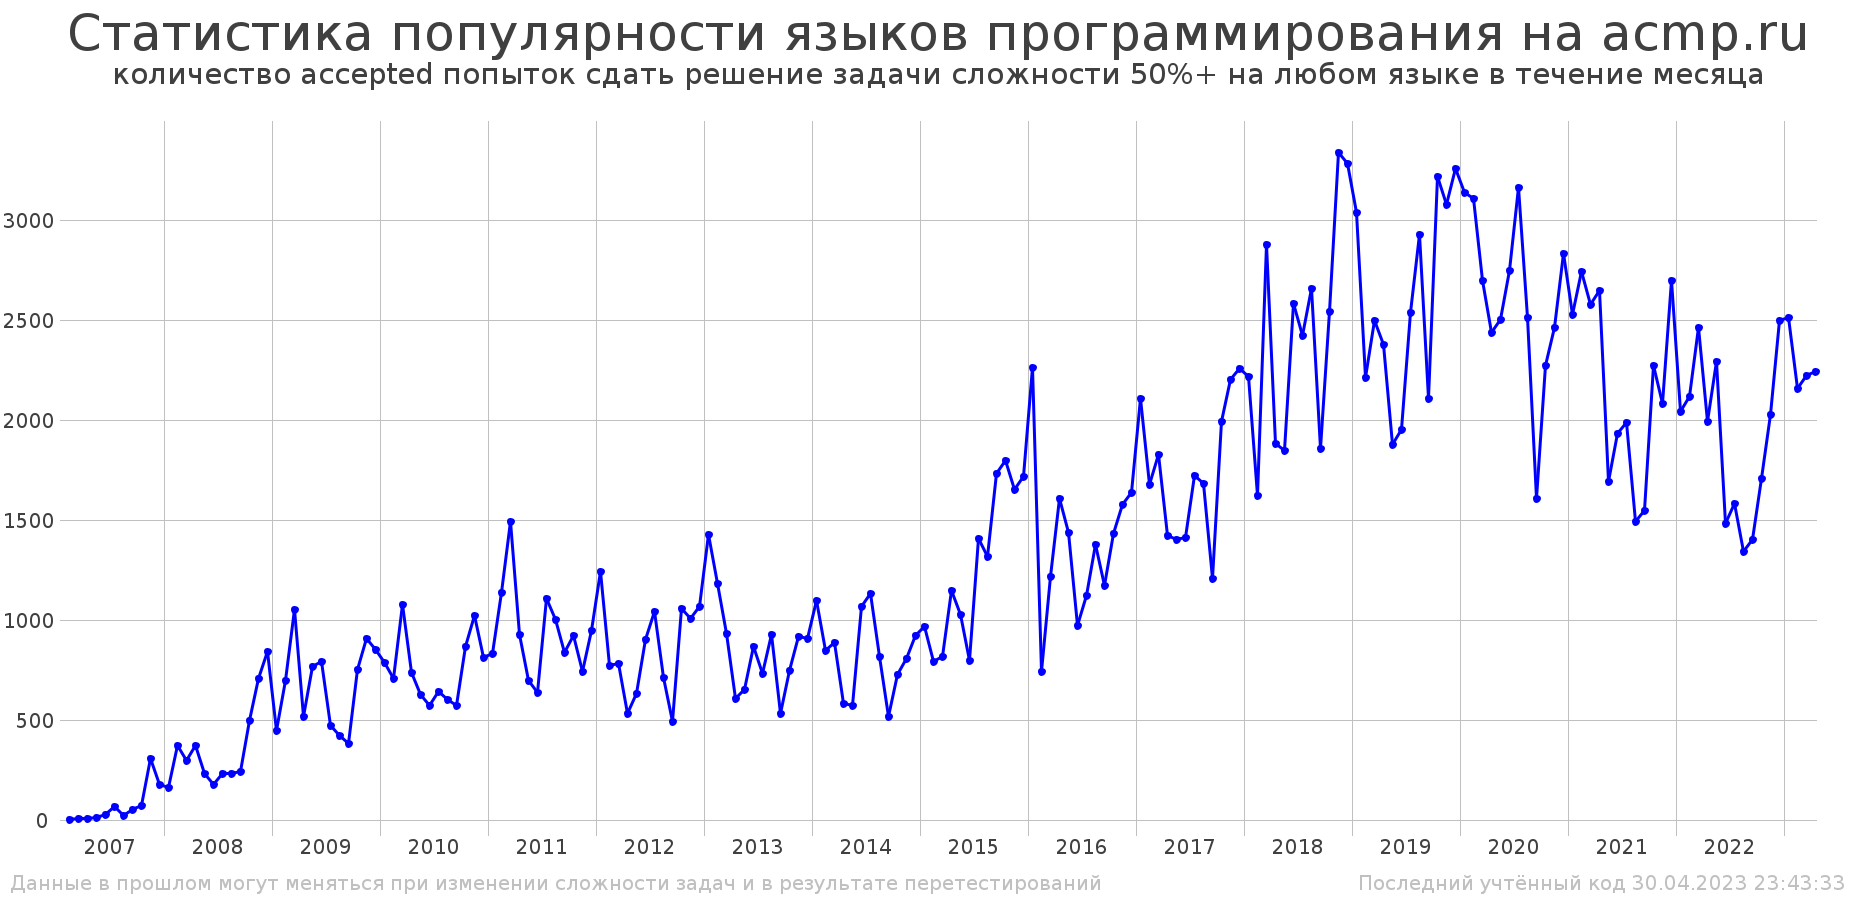 Статистика популярности языков программирования на acmp.ru
количество accepted попыток сдать решение задачи сложности 50%+ на любом языке в течение месяца
3000
2500
2000
1500
1000
500
0
2007 2008 2009 2010 2011 2012 2013 2014 2015 2016 2017 2018 2019 2020 2021 2022
Данные в прошлом могут меняться при изменении сложности задач и в результате перетестирований
Последний учтённый код 30.04.2023 23:43:33